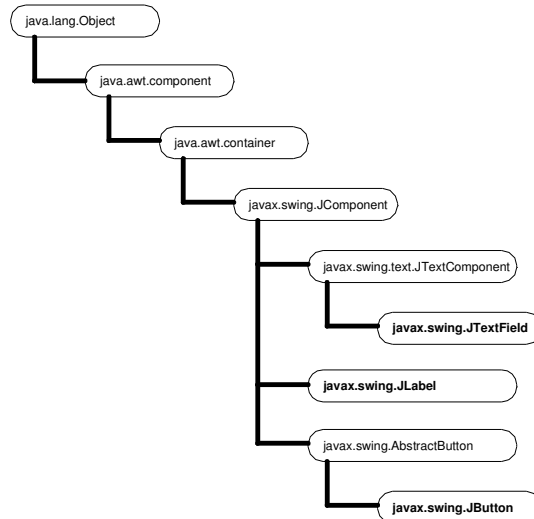 java.lang.Object
java.awt.component
java.awt.container
javax.swing.JComponent
javax.swing.text.JTextComponent
javax.swing.JTextField
javax.swing.JLabel
javax.swing.AbstractButton
javax.swing.JButton